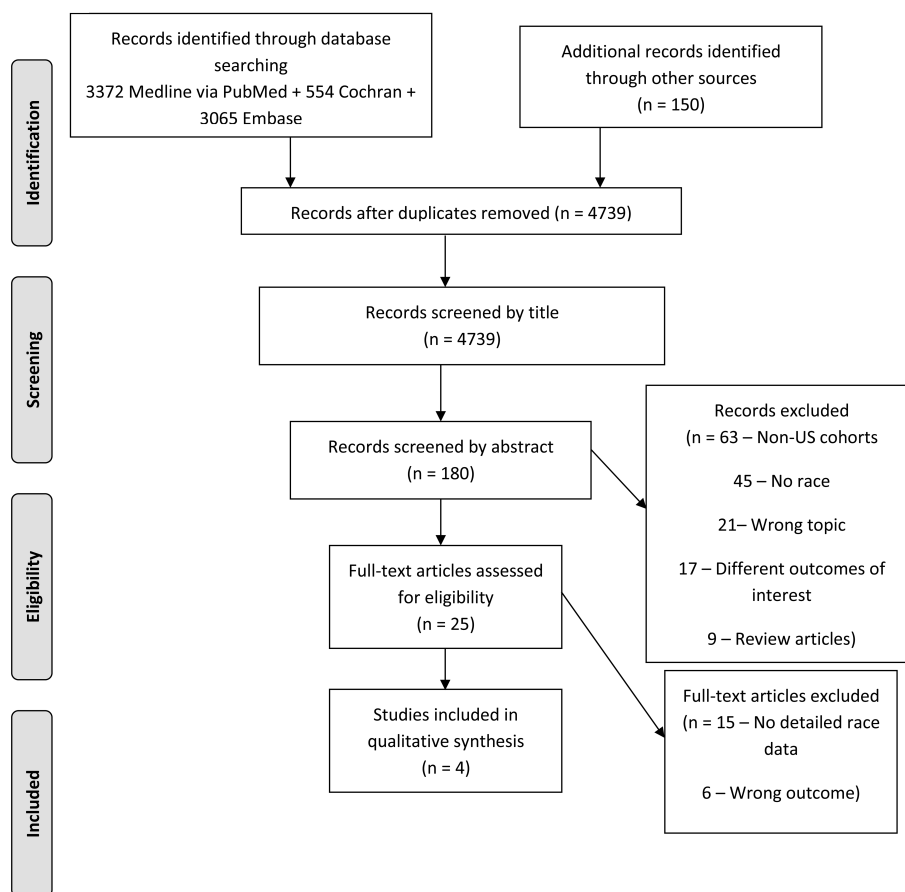 Identification
Records identified through database
searching
3372 Medline via PubMed + 554 Cochran +
3065 Embase
Additional records identified
through other sources
(n = 150)
Records after duplicates removed (n = 4739)
Screening
Records screened by title
(n = 4739)
Records screened by abstract
(n = 180)
Records excluded
(n = 63 – Non-US cohorts
45 – No race
21– Wrong topic
17 – Different outcomes of
interest
9 – Review articles)
Eligibility
Full-text articles assessed
for eligibility
(n = 25)
Full-text articles excluded
(n = 15 – No detailed race
data
6 – Wrong outcome)
Included
Studies included in
qualitative synthesis
(n = 4)